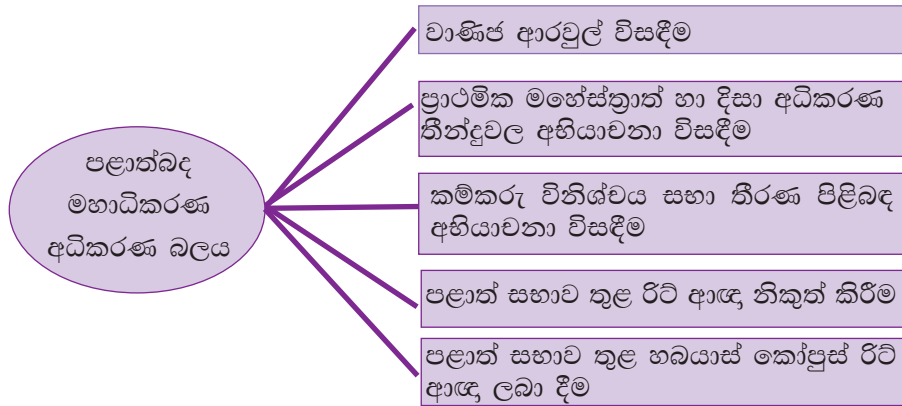 පළාත්බද
මහාධිකරණ
අධිකරණ බලය
වාණිජ ආරවුල් විසඳීම
ප්‍රාථමික මහේස්ත්‍රාත් හා දිසා අධිකරණ
තීන්දුවල අභියාචනා විසඳීම
කම්කරු විනිශ්චය සභා තීරණ පිළිබඳ
අභියාචනා විසඳීම
පළාත් සභාව තුළ රිට් ආඥා නිකුත් කිරීම
පළාත් සභාව තුළ හබයාස් කෝපුස් රිට්
ආඥා ලබා දීම